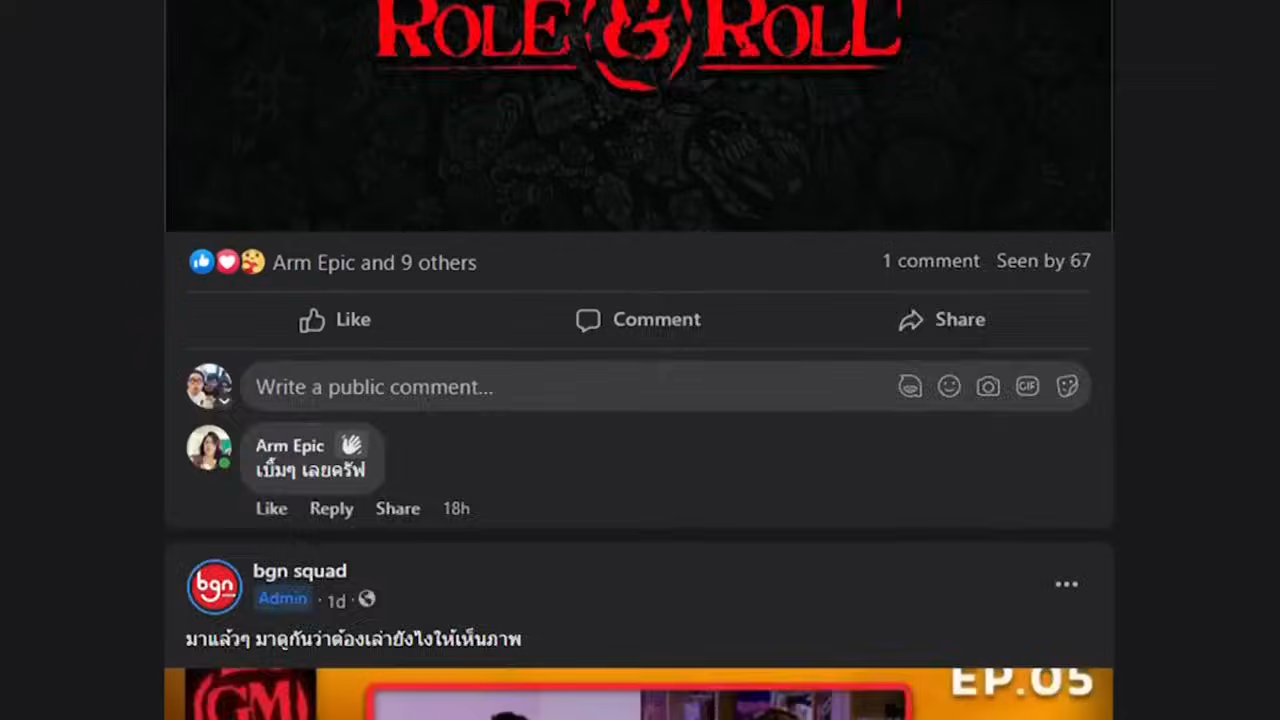 ROLE & ROLL
Arm Epic and 9 others
1 comment Seen by 67
Like Comment Share
Write a public comment...
GIF
Arm Epic
เบิ้มๆ เลยครัฟ
Like Reply Share 18h
bgn
bgn squad
Admin · 1d ·
มาแล้วๆ มาดูกันว่าต้องเล่ายังไงให้เห็นภาพ
GM
EP.05